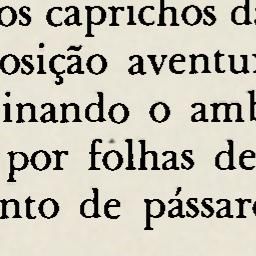 os caprichos d
osição aventu
inando o amb
por folhas de
nto de pássar